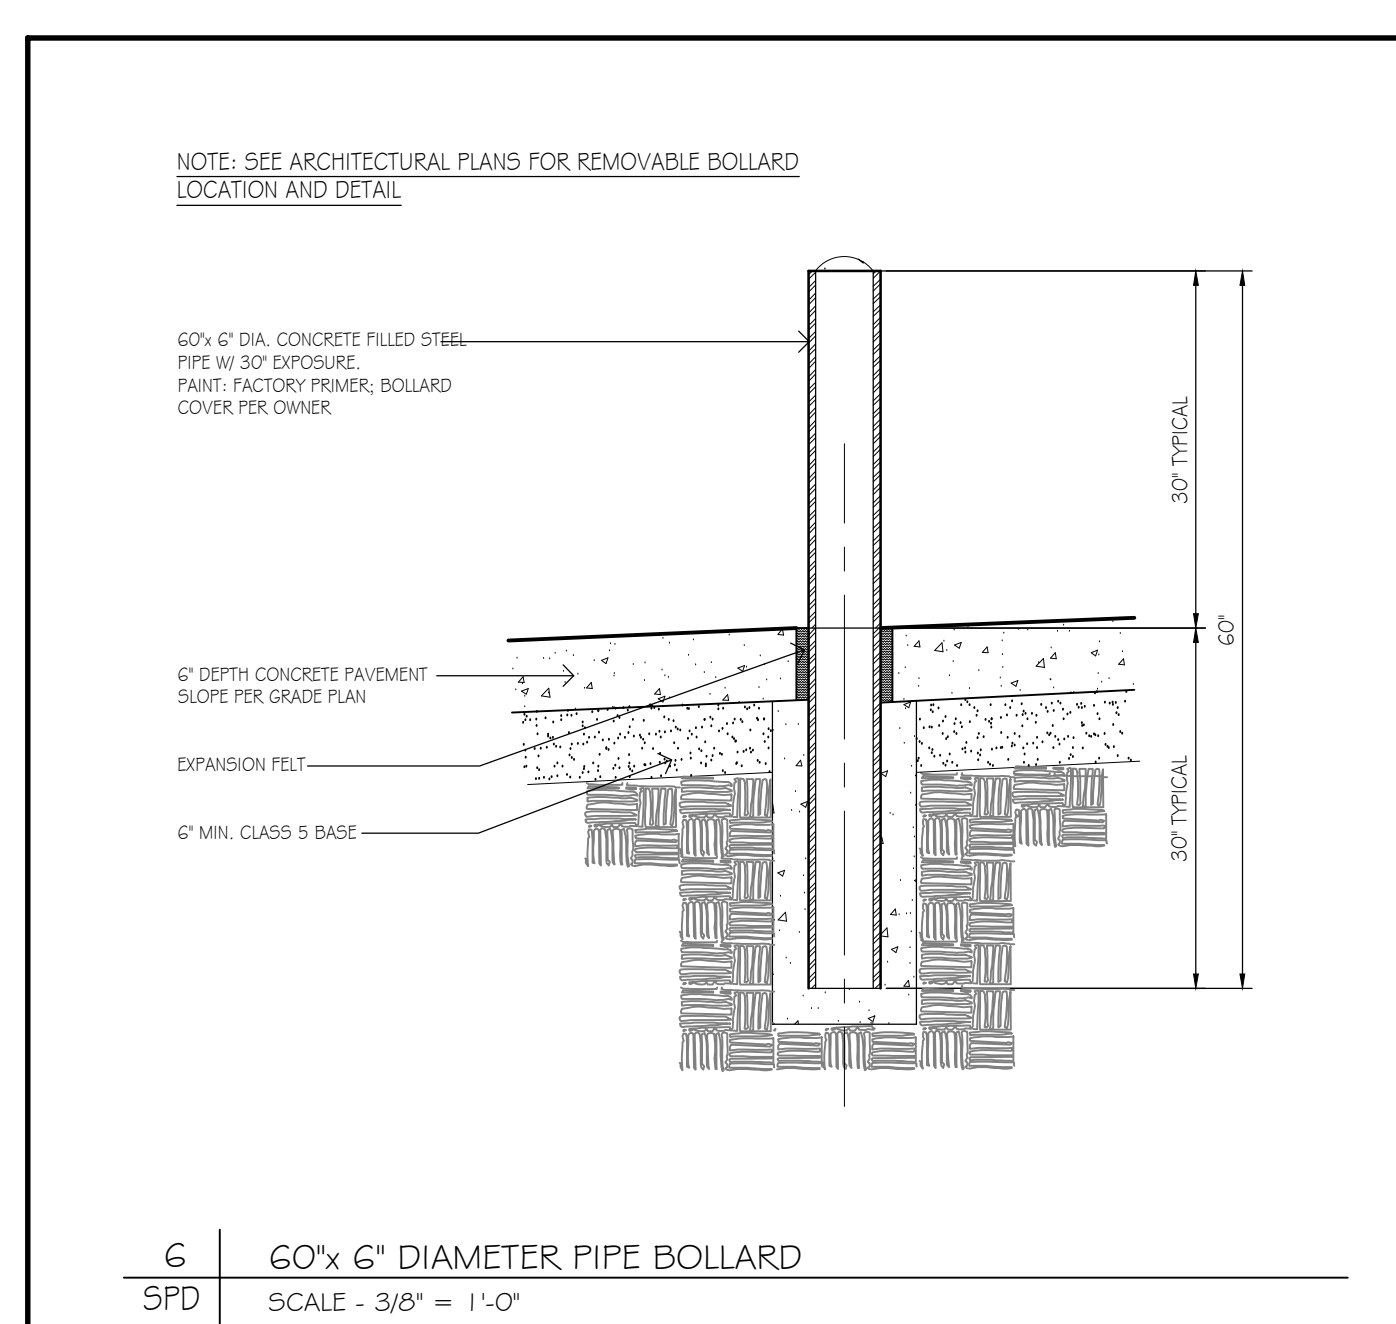 NOTE: SEE ARCHITECTURAL PLANS FOR REMOVABLE BOLLARD
LOCATION AND DETAIL
60"x 6" DIA. CONCRETE FILLED STEEL
PIPE W/ 30" EXPOSURE.
PAINT: FACTORY PRIMER; BOLLARD
COVER PER OWNER
30" TYPICAL
60"
6" DEPTH CONCRETE PAVEMENT
SLOPE PER GRADE PLAN
EXPANSION FELT
30" TYPICAL
6" MIN. CLASS 5 BASE
6
60"x 6" DIAMETER PIPE BOLLARD
SPD
SCALE - 3/8" = 1'-0"